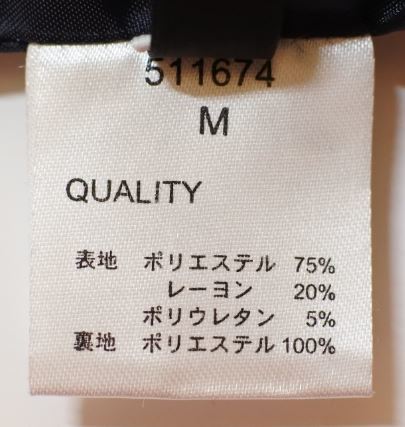 511674
M
QUALITY
表地 ポリエステル 75%
レーヨン 20%
ポリウレタン 5%
裏地 ポリエステル 100%